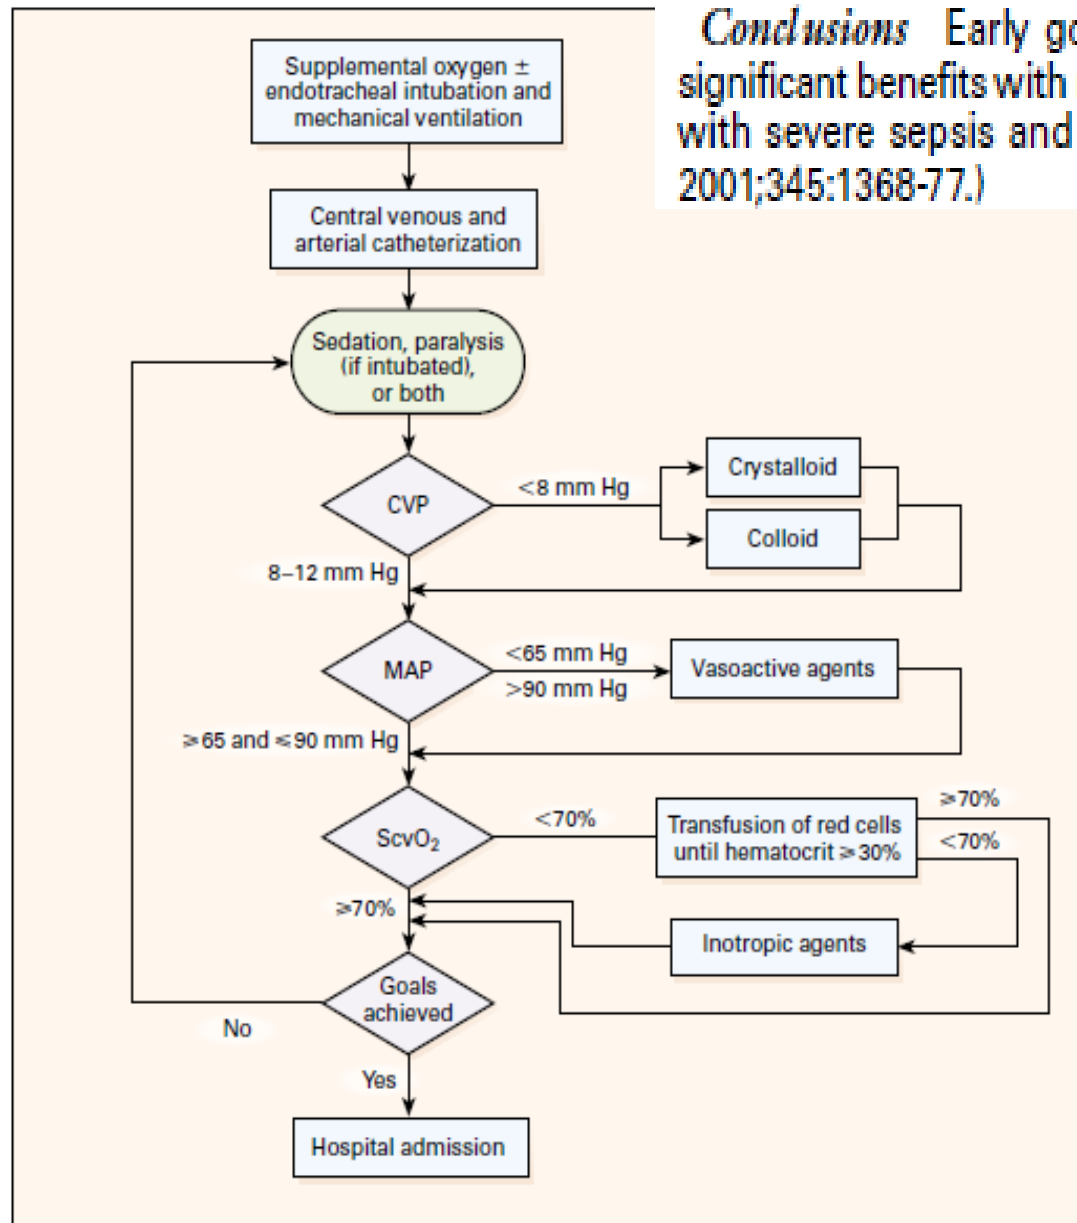 Conclusions Early go
significant benefits with
with severe sepsis and
2001;345:1368-77.)
Supplemental oxygen ±
endotracheal intubation and
mechanical ventilation
Central venous and
arterial catheterization
Sedation, paralysis
(if intubated),
or both
CVP
<8 mm Hg
Crystalloid
Colloid
8–12 mm Hg
MAP
<65 mm Hg
>90 mm Hg
Vasoactive agents
≥65 and ≤90 mm Hg
ScvO₂
<70%
Transfusion of red cells
until hematocrit ≥30%
≥70%
<70%
≥70%
Inotropic agents
Goals
achieved
No
Yes
Hospital admission